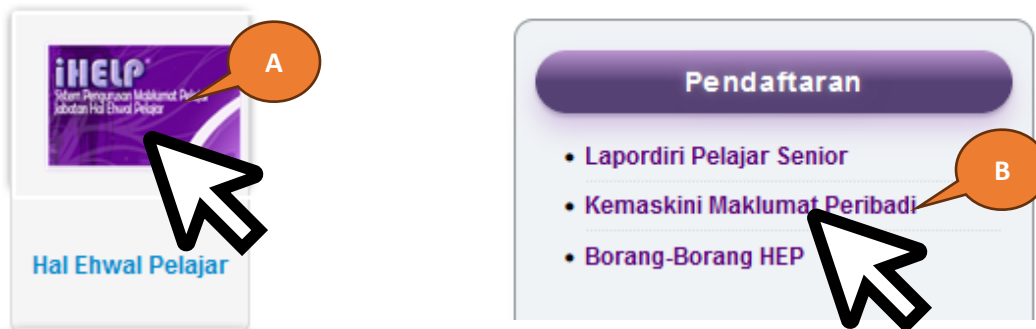 iHELP
Sistem Pengurusan Maklumat Pelajar
Jabatan Hal Ehwal Pelajar
A
Hal Ehwal Pelajar
Pendaftaran
Lapordiri Pelajar Senior
B
Kemaskini Maklumat Peribadi
Borang-Borang HEP